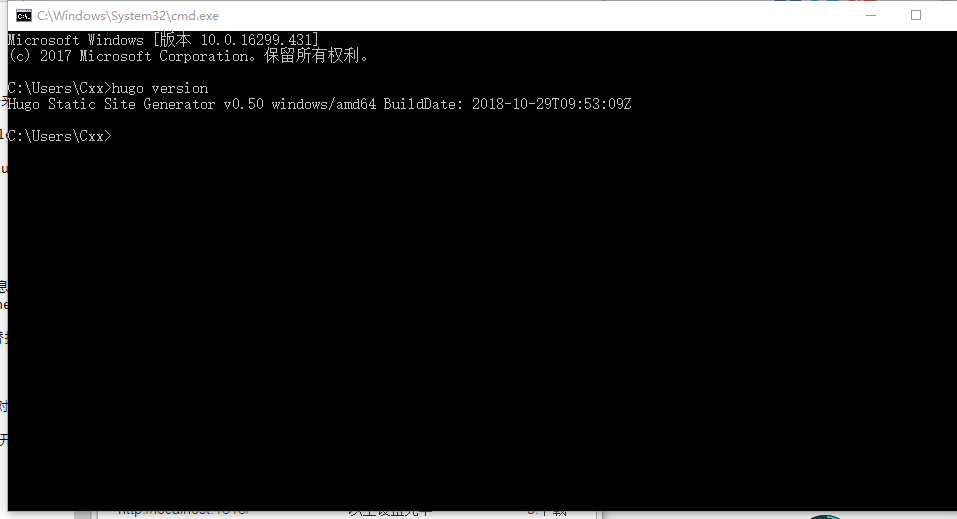 C:\Windows\System32\cmd.exe
Microsoft Windows [版本 10.0.16299.431]
(c) 2017 Microsoft Corporation。保留所有权利。
C:\Users\Cxx>hugo version
Hugo Static Site Generator v0.50 windows/amd64 BuildDate: 2018-10-29T09:53:09Z
C:\Users\Cxx>